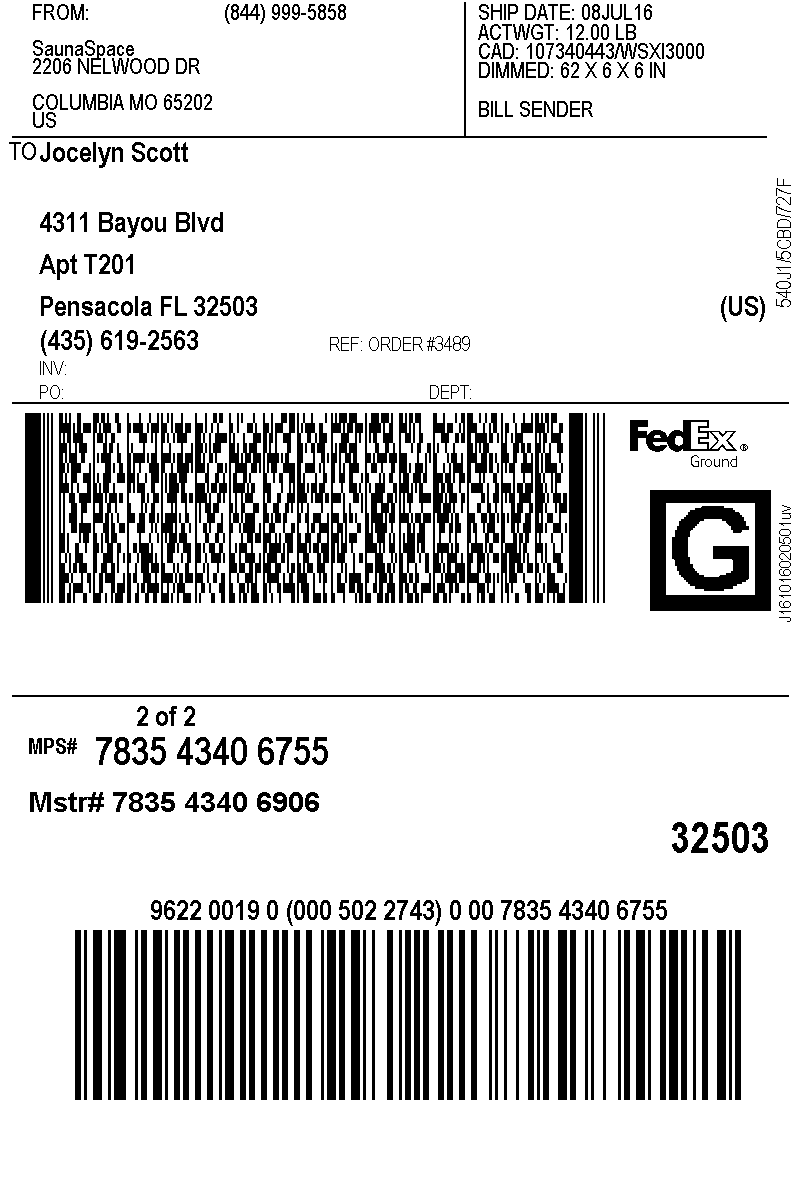 FROM: (844) 999-5858
SaunaSpace
2206 NELWOOD DR
COLUMBIA MO 65202
US
SHIP DATE: 08JUL16
ACTWGT: 12.00 LB
CAD: 107340443/WSXI3000
DIMMED: 62 X 6 X 6 IN
BILL SENDER
TO Jocelyn Scott
4311 Bayou Blvd
Apt T201
Pensacola FL 32503 (US)
(435) 619-2563 REF: ORDER #3489
INV:
PO: DEPT:
540J1/5CBD/727F
FedEx®
Ground
G
J161016020501uv
2 of 2
MPS# 7835 4340 6755
Mstr# 7835 4340 6906
32503
9622 0019 0 (000 502 2743) 0 00 7835 4340 6755